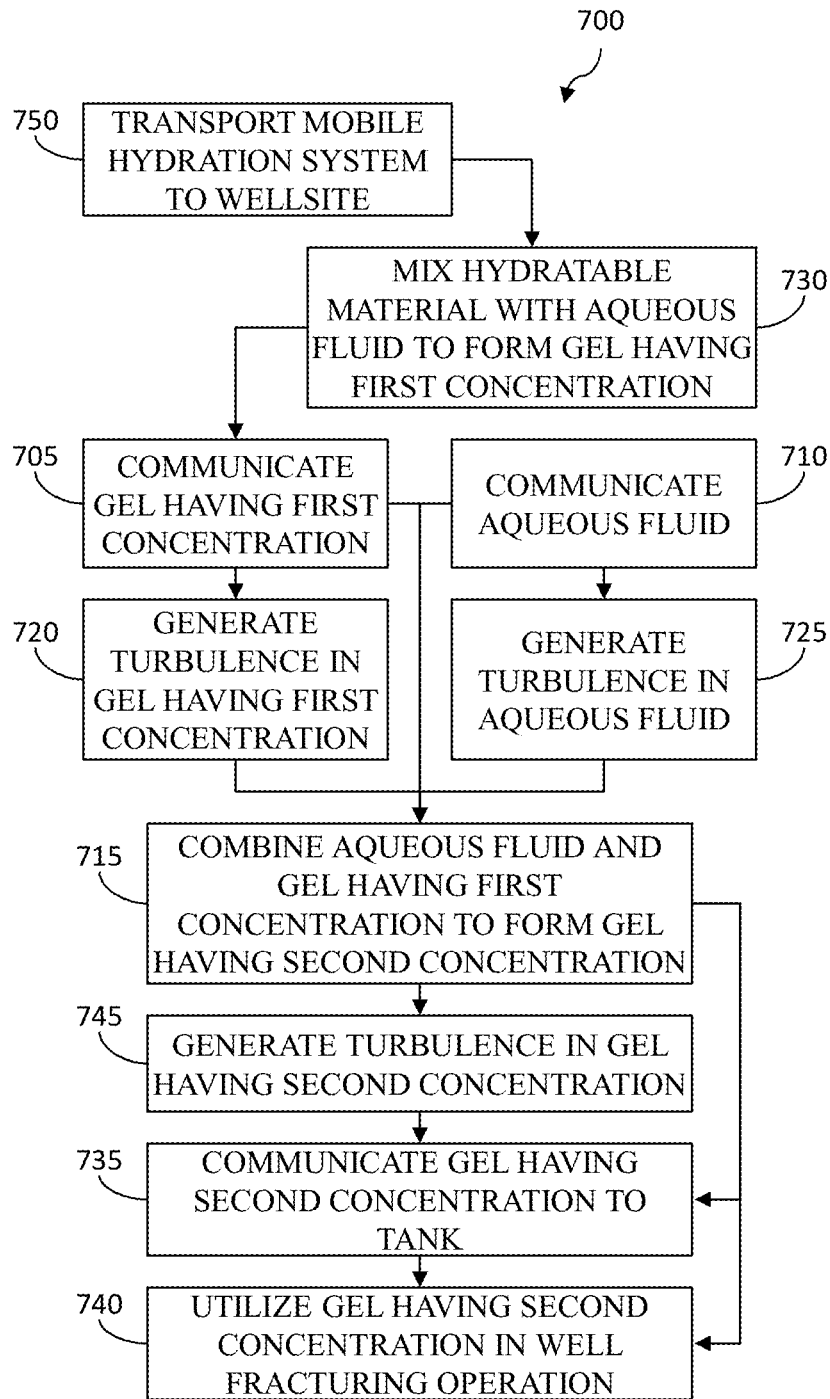 700
750
TRANSPORT MOBILE
HYDRATION SYSTEM
TO WELLSITE
MIX HYDRATABLE
MATERIAL WITH AQUEOUS
FLUID TO FORM GEL HAVING
FIRST CONCENTRATION
730
705
COMMUNICATE
GEL HAVING FIRST
CONCENTRATION
COMMUNICATE
AQUEOUS FLUID
710
720
GENERATE
TURBULENCE IN
GEL HAVING FIRST
CONCENTRATION
GENERATE
TURBULENCE IN
AQUEOUS FLUID
725
715
COMBINE AQUEOUS FLUID AND
GEL HAVING FIRST
CONCENTRATION TO FORM GEL
HAVING SECOND CONCENTRATION
745
GENERATE TURBULENCE IN GEL
HAVING SECOND CONCENTRATION
735
COMMUNICATE GEL HAVING
SECOND CONCENTRATION TO
TANK
740
UTILIZE GEL HAVING SECOND
CONCENTRATION IN WELL
FRACTURING OPERATION